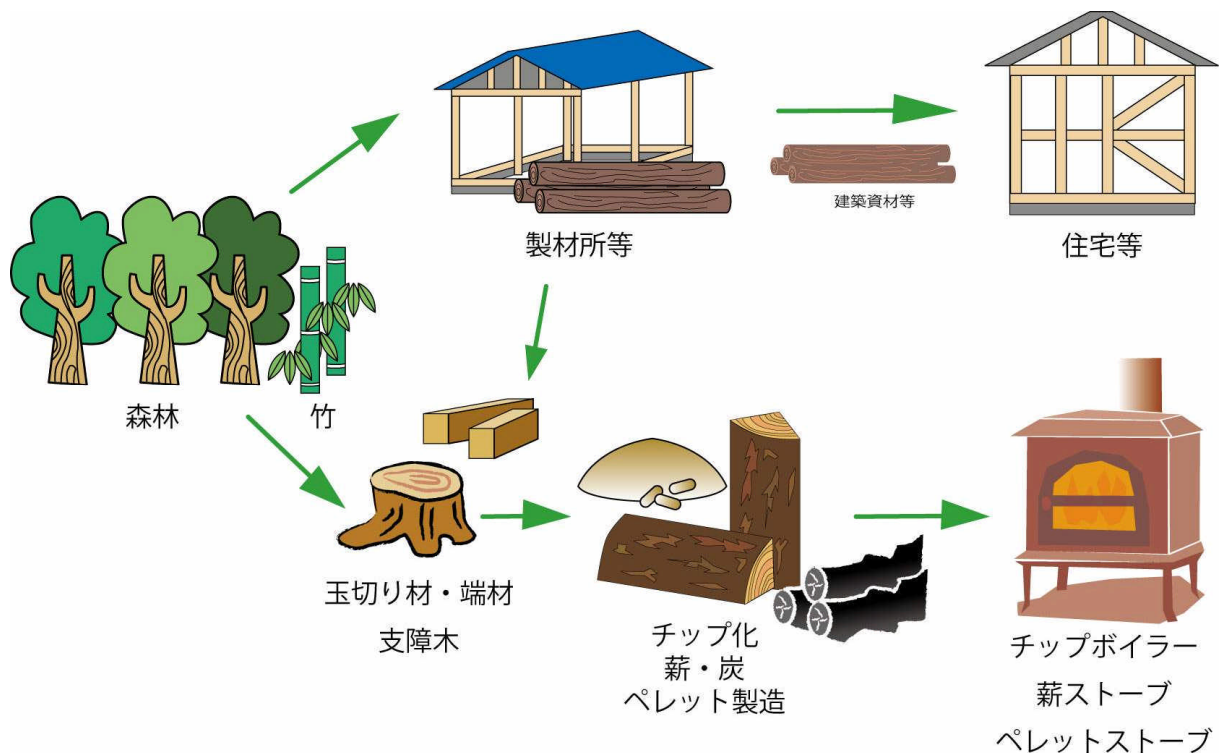 製材所等
建築資材等
住宅等
森林
竹
玉切り材・端材
支障木
チップ化
薪・炭
ペレット製造
チップボイラー
薪ストーブ
ペレットストーブ